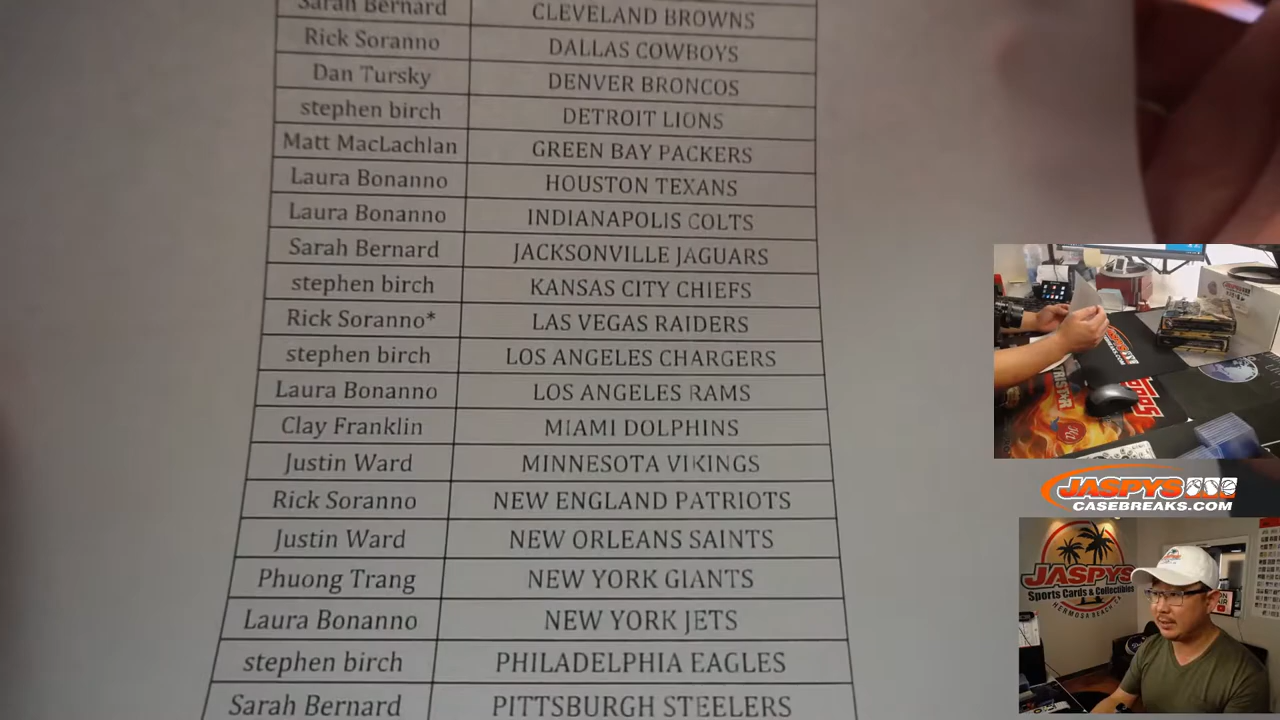 Sarah Bernard CLEVELAND BROWNS
Rick Soranno DALLAS COWBOYS
Dan Tursky DENVER BRONCOS
stephen birch DETROIT LIONS
Matt MacLachlan GREEN BAY PACKERS
Laura Bonanno HOUSTON TEXANS
Laura Bonanno INDIANAPOLIS COLTS
Sarah Bernard JACKSONVILLE JAGUARS
stephen birch KANSAS CITY CHIEFS
Rick Soranno* LAS VEGAS RAIDERS
stephen birch LOS ANGELES CHARGERS
Laura Bonanno LOS ANGELES RAMS
Clay Franklin MIAMI DOLPHINS
Justin Ward MINNESOTA VIKINGS
Rick Soranno NEW ENGLAND PATRIOTS
Justin Ward NEW ORLEANS SAINTS
Phuong Trang NEW YORK GIANTS
Laura Bonanno NEW YORK JETS
stephen birch PHILADELPHIA EAGLES
Sarah Bernard PITTSBURGH STEELERS
JASPYS
CASEBREAKS.COM
JASPYS
Sports Cards & Collectibles
HERMOSA BEACH, CA